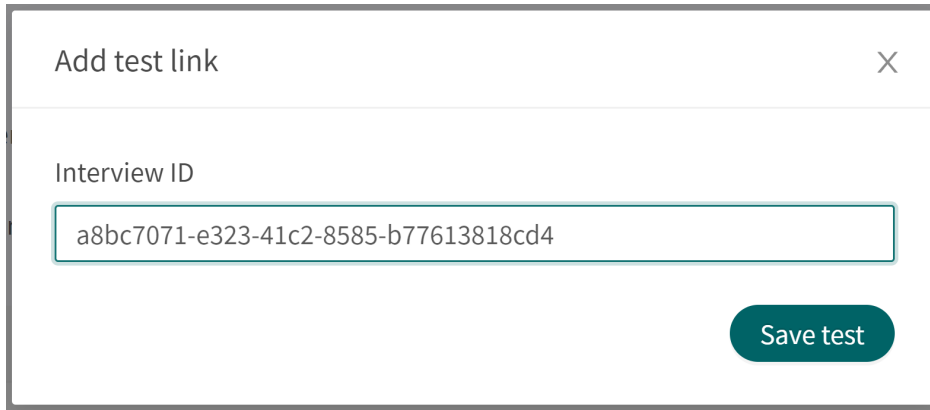 Add test link
Interview ID
a8bc7071-e323-41c2-8585-b77613818cd4
Save test